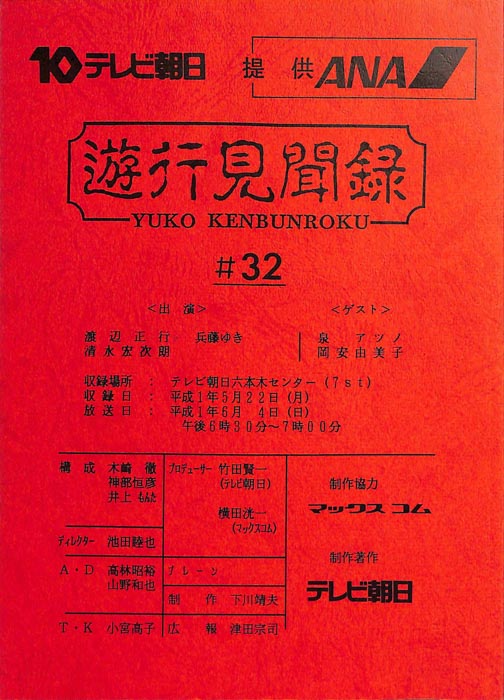 10 テレビ朝日 提供 ANA
遊行見聞録
YUKO KENBUNROKU
#32
<出演> <ゲスト>
渡辺正行 兵藤ゆき 泉アツノ
清水宏次朗 岡安由美子
収録場所 : テレビ朝日六本木センター (7st)
収録日 : 平成1年5月22日(月)
放送日 : 平成1年6月 4日(日)
午後6時30分~7時00分
構成 木崎徹
神部恒彦
井上もんた
ディレクター 池田睦也
A・D 高林昭裕
山野和也
T・K 小宮高子
プロデューサー 竹田賢一
(テレビ朝日)
横田洸一
(マックスコム)
ブレーン
制作 下川靖夫
広報 津田宗司
制作協力
マックス コム
制作著作
テレビ朝日